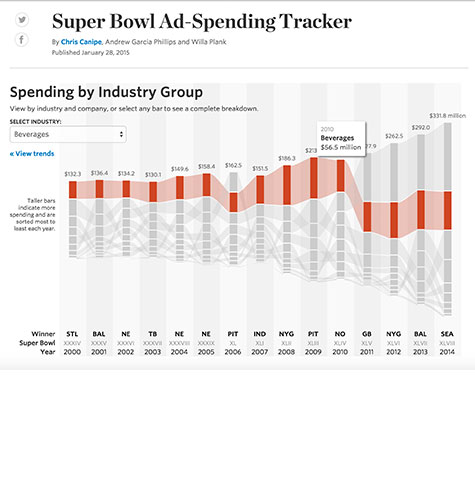 Super Bowl Ad-Spending Tracker
By Chris Canipe, Andrew Garcia Phillips and Willa Plank
Published January 28, 2015
Spending by Industry Group
View by industry and company, or select any bar to see a complete breakdown.
SELECT INDUSTRY:
Beverages
« View trends
Taller bars
indicate more
spending and are
sorted most to
least each year.
$132.3 $136.4 $134.2 $130.1 $149.6 $158.4 $162.5 $151.5 $186.3 $213 77.9 $262.5 $292.0 $331.8 million
2010
Beverages
$56.5 million
Winner STL BAL NE TB NE NE PIT IND NYG PIT NO GB NYG BAL SEA
Super Bowl XXXIV XXXV XXXVI XXXVII XXXVIII XXXIX XL XLI XLII XLIII XLIV XLV XLVI XLVII XLVIII
Year 2000 2001 2002 2003 2004 2005 2006 2007 2008 2009 2010 2011 2012 2013 2014